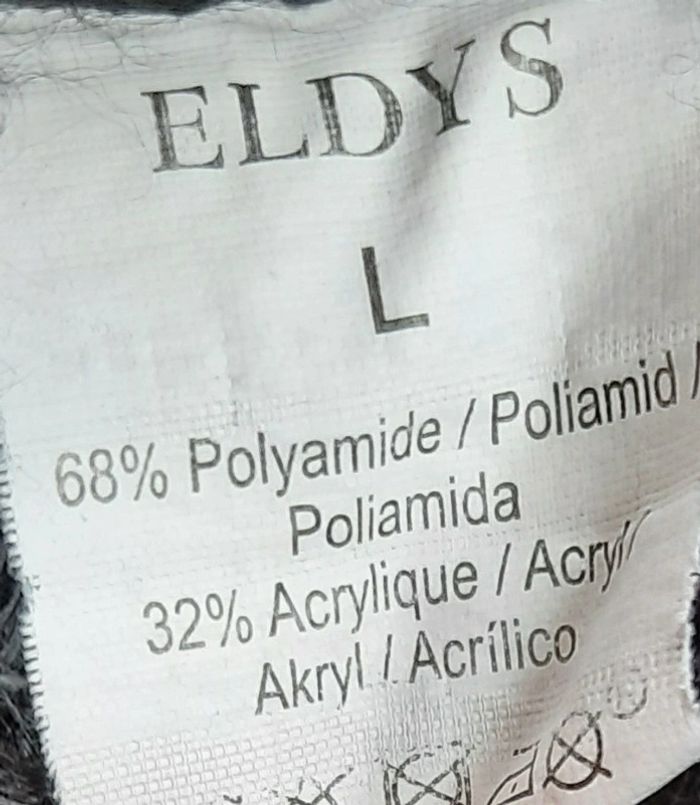 ELDYS
L
68% Polyamide / Poliamid /
Poliamida
32% Acrylique / Acryl /
Akryl / Acrílico